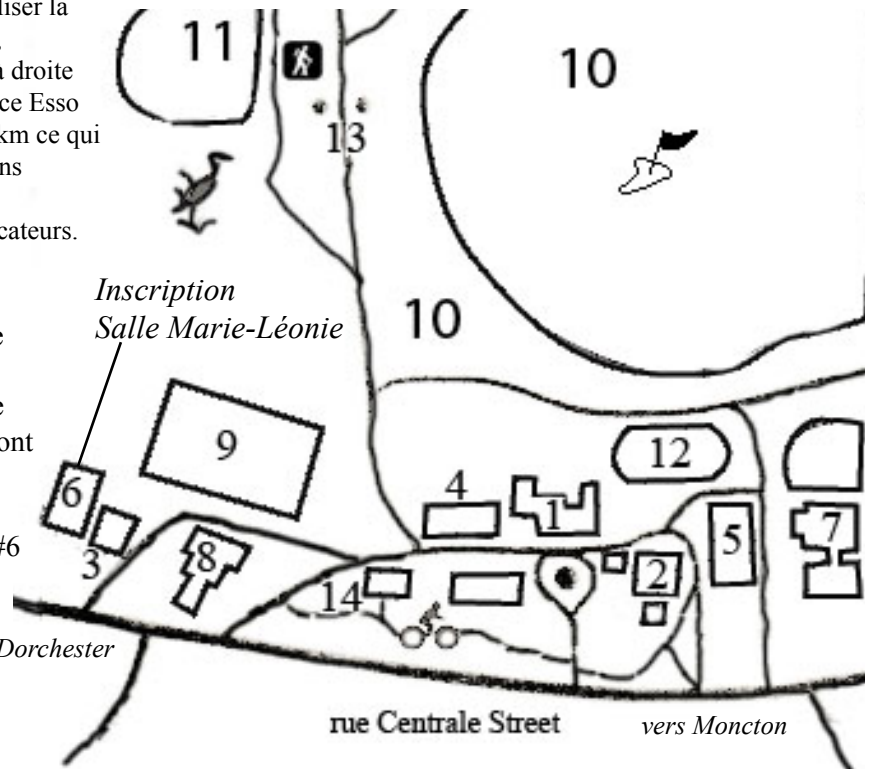 liser la
à droite
ce Esso
km ce qui
ns
cateurs.
e
e
ont
#6
11
10
13
Inscription
Salle Marie-Léonie
10
9
12
6
4
1
5
7
3
8
2
14
Dorchester
rue Centrale Street
vers Moncton